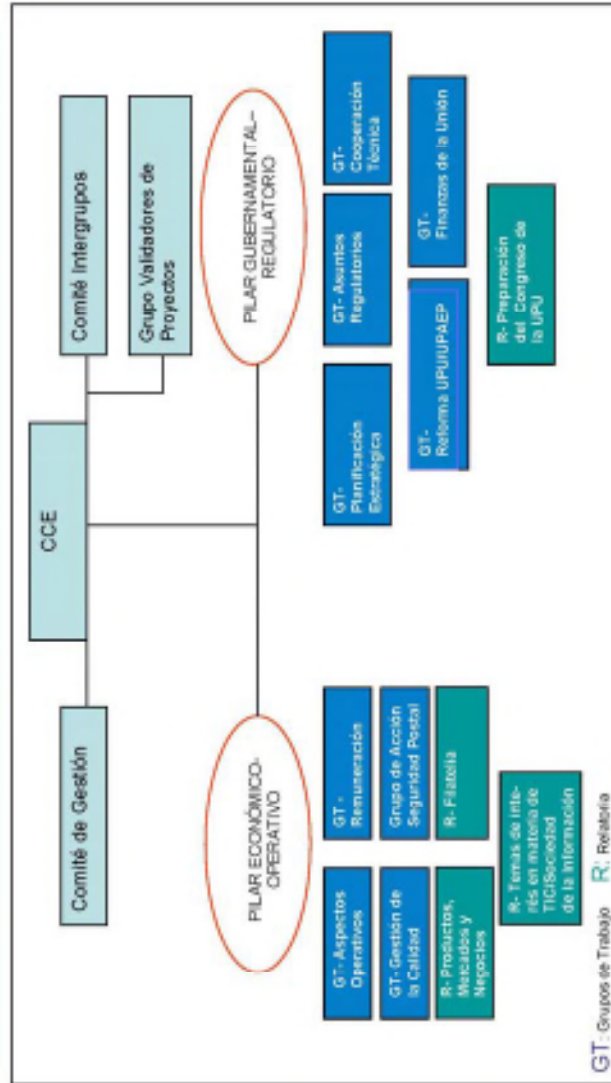 CCE
Comité de Gestión
Comité Intergrupos
Grupo Validadores de
Proyectos
PILAR ECONÓMICO-
OPERATIVO
PILAR GUBERNAMENTAL–
REGULATORIO
GT- Aspectos
Operativos
GT -
Remuneración
GT- Gestión de
la Calidad
Grupo de Acción
Seguridad Postal
R- Productos,
Mercados y
Negocios
R- Filatelia
R- Temas de inte-
rés en materia de
TIC/Sociedad
de la Información
GT-
Planificación
Estratégica
GT- Asuntos
Regulatorios
GT-
Cooperación
Técnica
GT-
Reforma UPU/UPAEP
GT-
Finanzas de la Unión
R- Preparación
del Congreso de
la UPU
GT: Grupos de Trabajo R: Relatoría